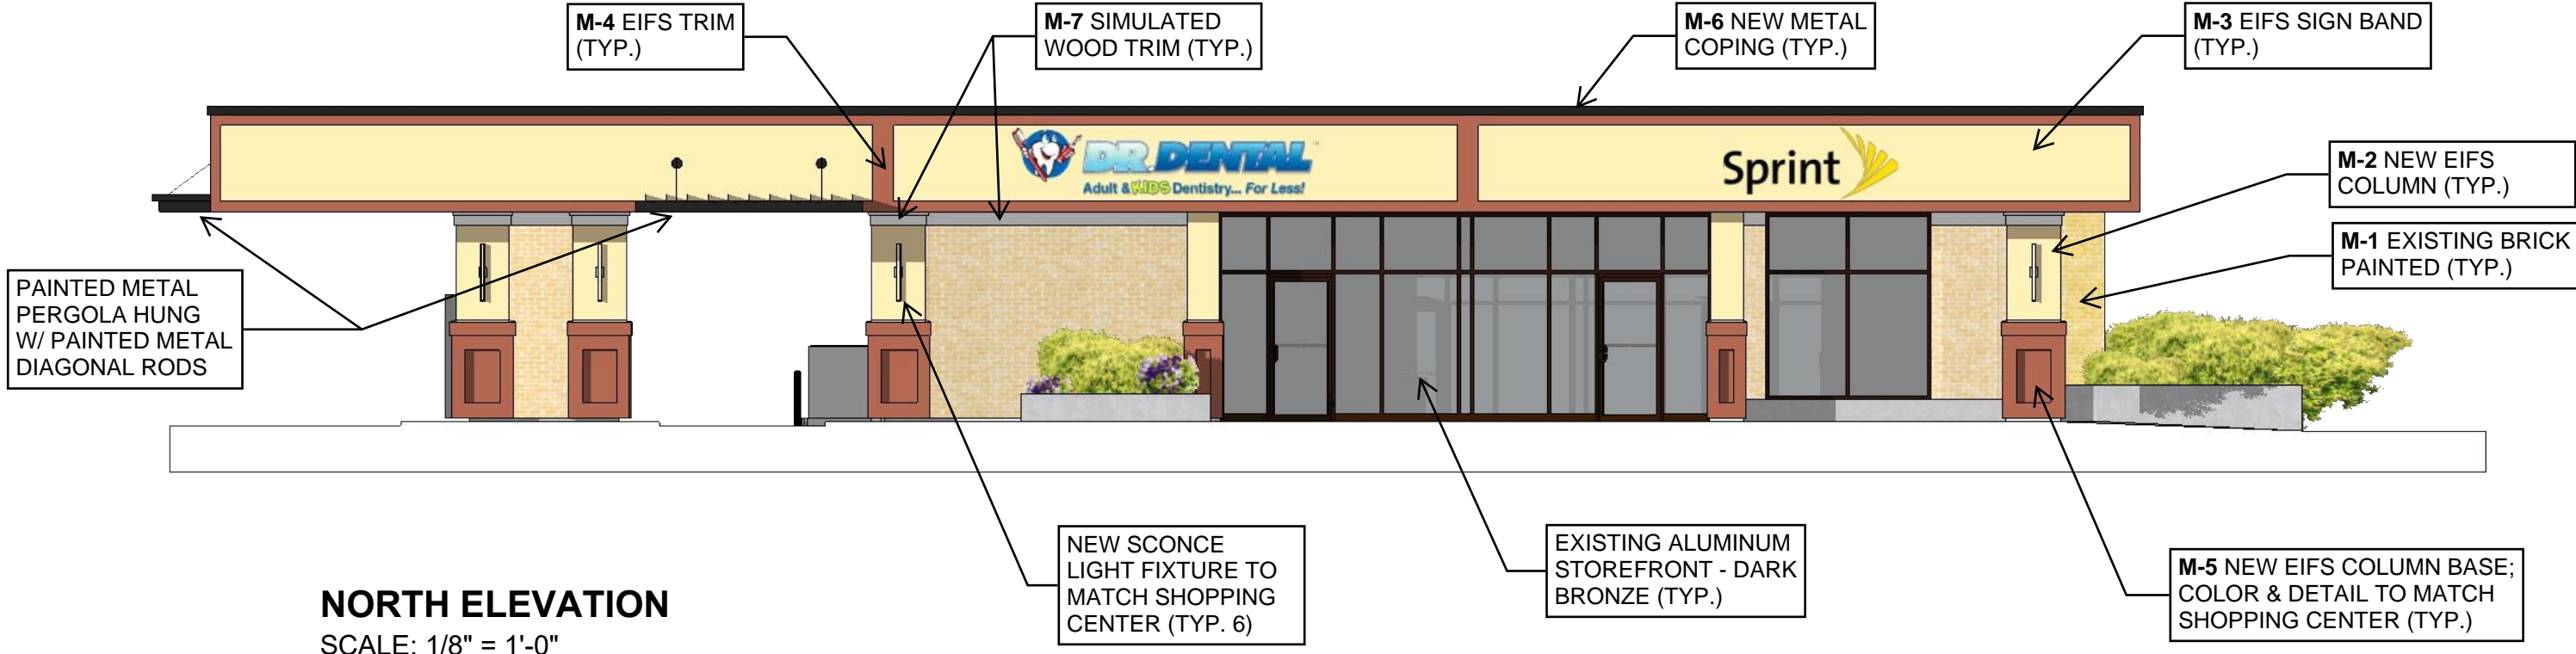 M-4 EIFS TRIM
(TYP.)
M-7 SIMULATED
WOOD TRIM (TYP.)
M-6 NEW METAL
COPING (TYP.)
M-3 EIFS SIGN BAND
(TYP.)
DR. DENTAL™
Adult & KIDS Dentistry... For Less!
Sprint
M-2 NEW EIFS
COLUMN (TYP.)
M-1 EXISTING BRICK
PAINTED (TYP.)
PAINTED METAL
PERGOLA HUNG
W/ PAINTED METAL
DIAGONAL RODS
NEW SCONCE
LIGHT FIXTURE TO
MATCH SHOPPING
CENTER (TYP. 6)
EXISTING ALUMINUM
STOREFRONT - DARK
BRONZE (TYP.)
M-5 NEW EIFS COLUMN BASE;
COLOR & DETAIL TO MATCH
SHOPPING CENTER (TYP.)
NORTH ELEVATION
SCALE: 1/8" = 1'-0"